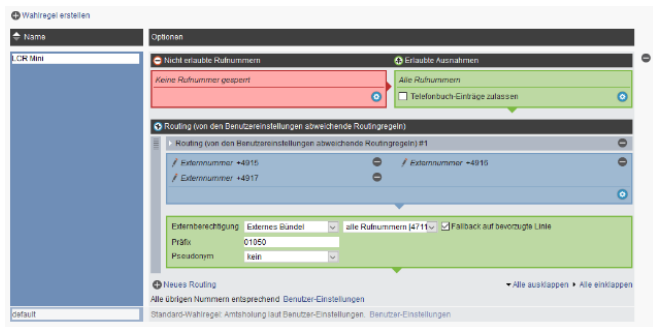 Wahlregel erstellen
Name
Optionen
LCR Mini
Nicht erlaubte Rufnummern
Erlaubte Ausnahmen
Keine Rufnummer gesperrt
Alle Rufnummern
Telefonbuch-Einträge zulassen
Routing (von den Benutzereinstellungen abweichende Routingregeln)
Routing (von den Benutzereinstellungen abweichende Routingregeln) #1
Externnummer +4915
Externnummer +4916
Externnummer +4917
Externberechtigung Externes Bündel alle Rufnummern [4711 Fallback auf bevorzugte Linie
Präfix 01050
Pseudonym kein
Neues Routing
Alle ausklappen Alle einklappen
Alle übrigen Nummern entsprechend Benutzer-Einstellungen
default
Standard-Wahlregel: Amtsholung laut Benutzer-Einstellungen. Benutzer-Einstellungen